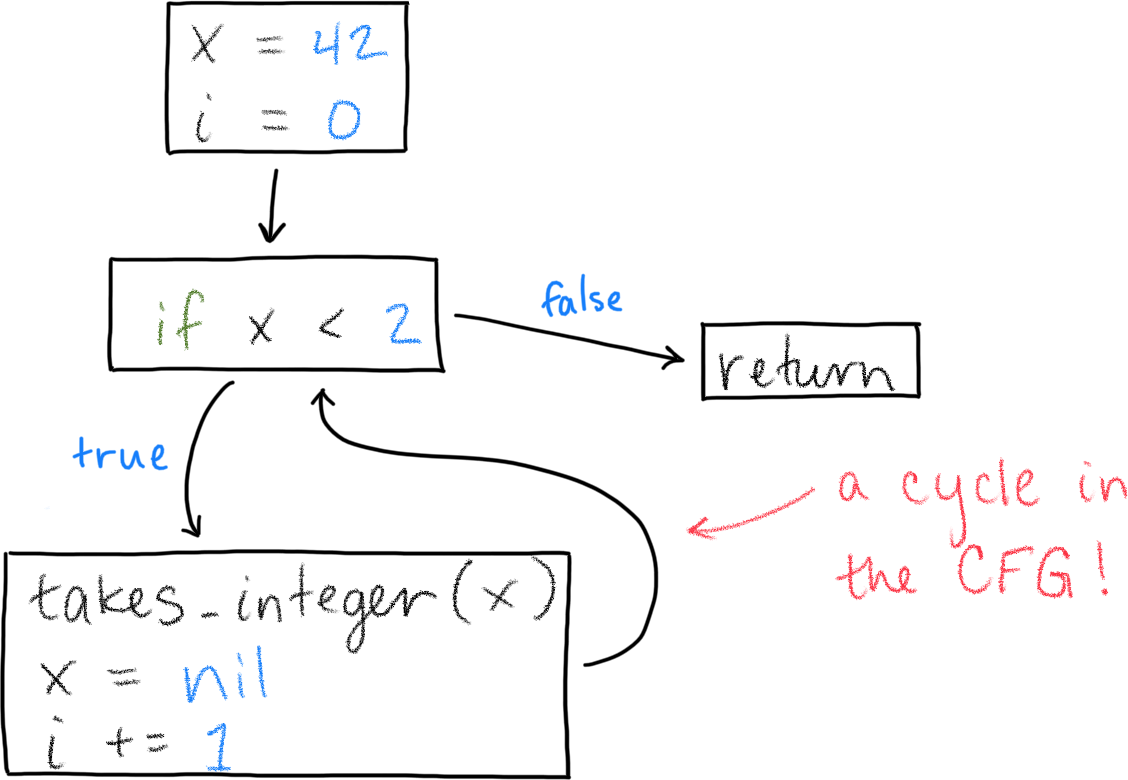 x = 42
i = 0
if x < 2
false
return
true
a cycle in
the CFG!
takes_integer(x)
x = nil
i += 1